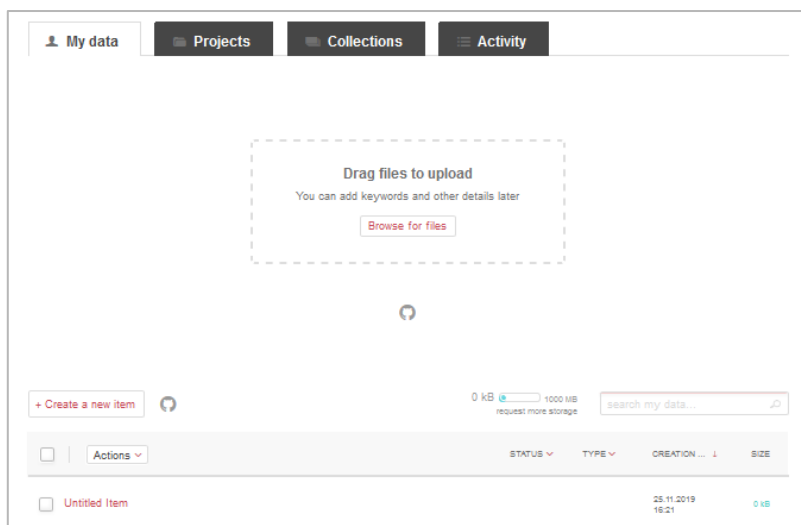 My data Projects Collections Activity
Drag files to upload
You can add keywords and other details later
Browse for files
+ Create a new item 0 kB 1000 MB search my data...
request more storage
Actions STATUS TYPE CREATION ... ↓ SIZE
Untitled Item 25.11.2019 0 kB
16:21